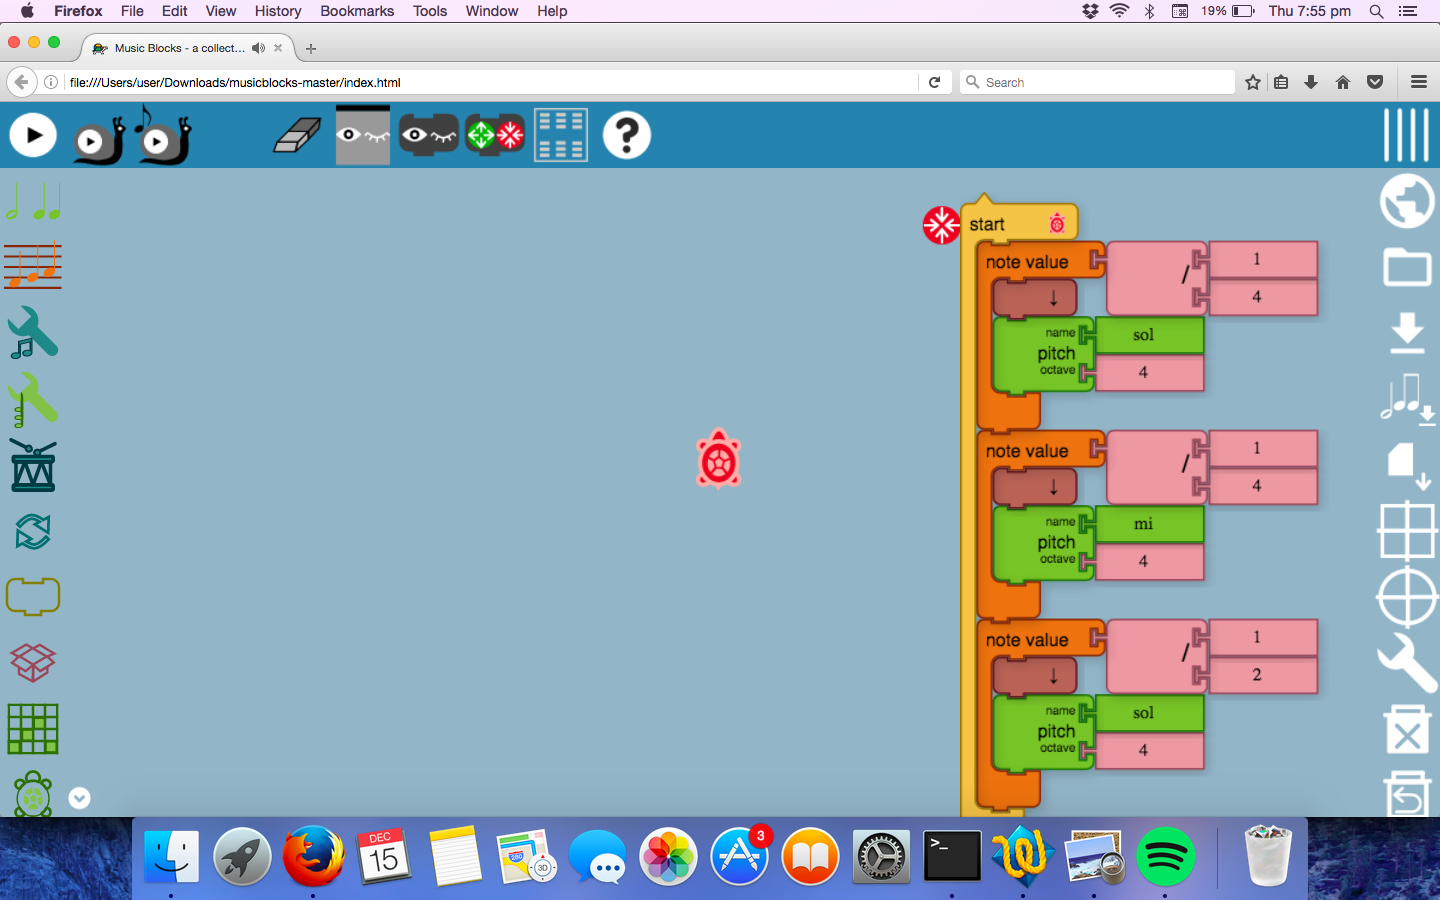 Firefox File Edit View History Bookmarks Tools Window Help 19% Thu 7:55 pm
Music Blocks - a collect...
file:///Users/user/Downloads/musicblocks-master/index.html Search
?
start
note value / 1
4
↓
name sol
pitch
octave 4
note value / 1
4
↓
name mi
pitch
octave 4
note value / 1
2
↓
name sol
pitch
octave 4
DEC
15
280
3D
3
>_